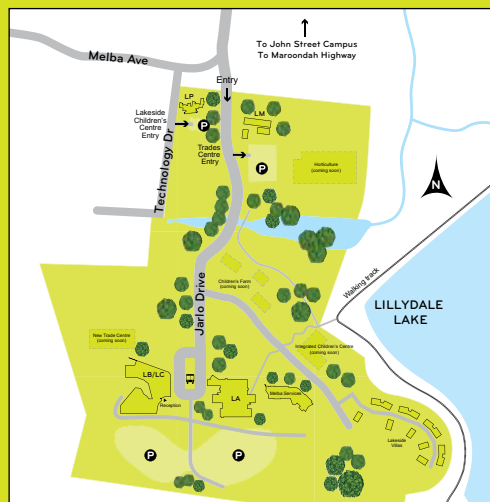 To John Street Campus
To Maroondah Highway
Melba Ave
Entry
LP
LM
Lakeside
Children's
Centre
Entry
P
Trades
Centre
Entry
P
Technology Dr
Horticulture
(coming soon)
N
Children's Farm
(coming soon)
Walking track
Jarlo Drive
LILLYDALE
LAKE
New Trade Centre
(coming soon)
Integrated Children's Centre
(coming soon)
LB/LC
Reception
LA
Melba Services
Lakeside
Villas
P
P